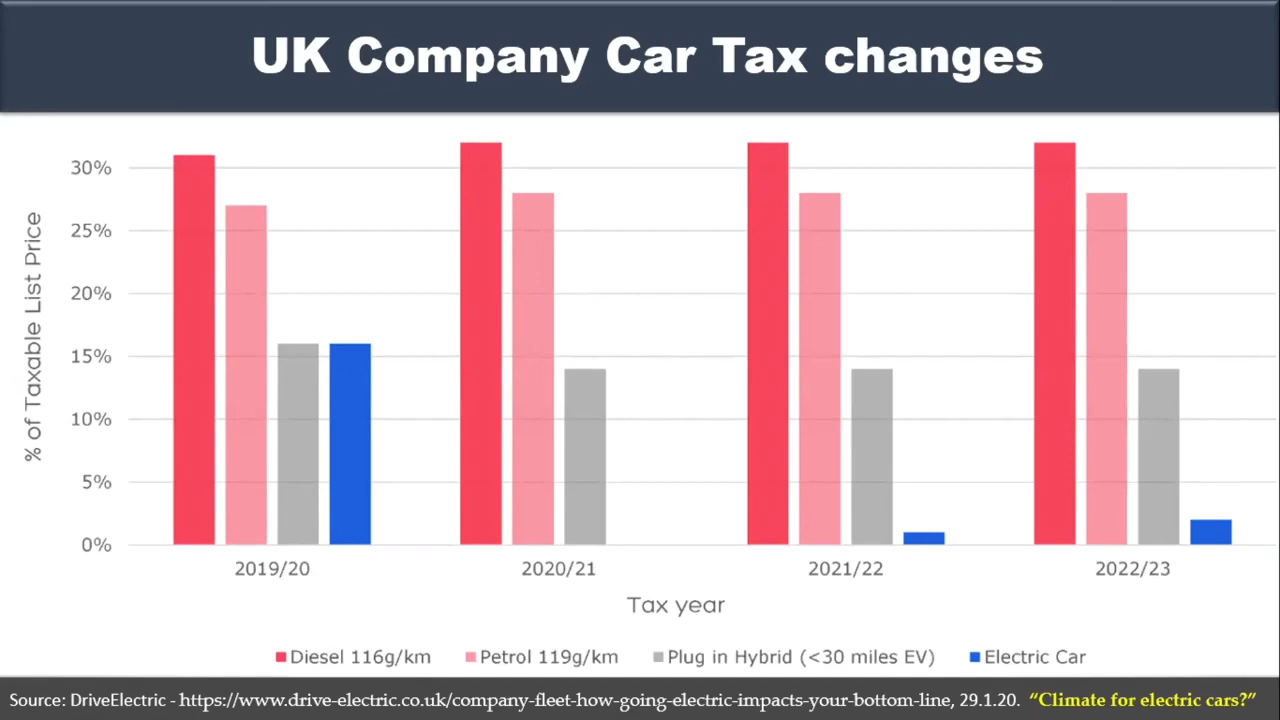 UK Company Car Tax changes
% of Taxable List Price
30%
25%
20%
15%
10%
5%
0%
2019/20 2020/21 2021/22 2022/23
Tax year
Diesel 116g/km Petrol 119g/km Plug in Hybrid (<30 miles EV) Electric Car
Source: DriveElectric - https://www.drive-electric.co.uk/company-fleet-how-going-electric-impacts-your-bottom-line, 29.1.20. “Climate for electric cars?”